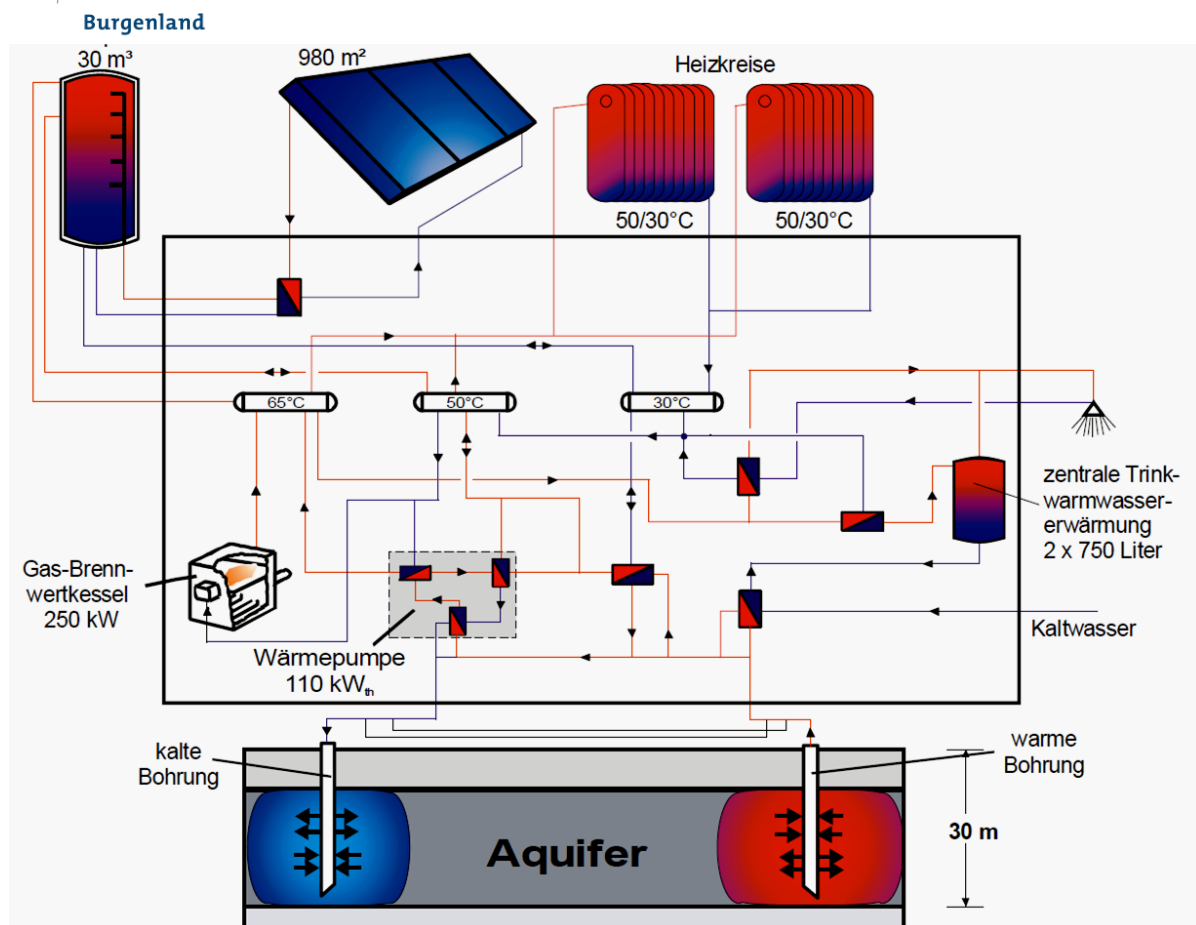 Burgenland
30 m³
980 m²
Heizkreise
50/30°C
50/30°C
65°C
50°C
30°C
zentrale Trink-
warmwasser-
erwärmung
2 x 750 Liter
Gas-Brenn-
wertkessel
250 kW
Kaltwasser
Wärmepumpe
110 kWth
kalte
Bohrung
warme
Bohrung
30 m
Aquifer